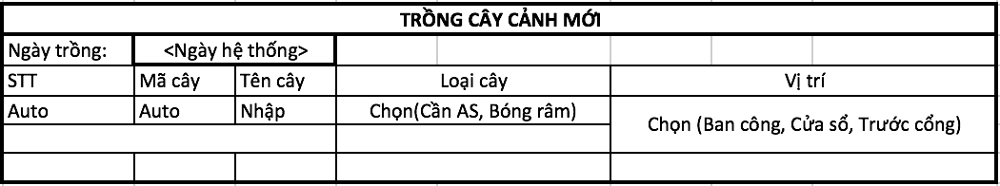 TRỒNG CÂY CẢNH MỚI
Ngày trồng: <Ngày hệ thống>
STT Mã cây Tên cây Loại cây Vị trí
Auto Auto Nhập Chọn(Cần AS, Bóng râm) Chọn (Ban công, Cửa sổ, Trước cổng)